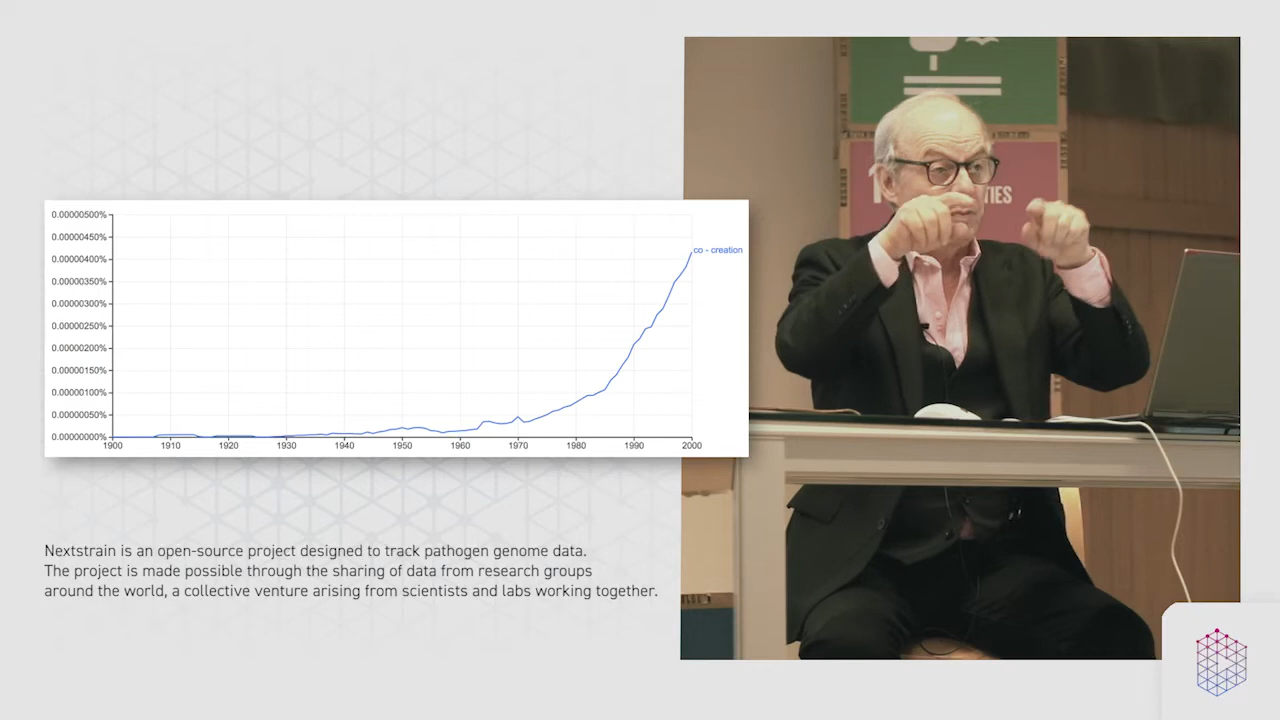 0.00000500%
0.00000450%
0.00000400%
0.00000350%
0.00000300%
0.00000250%
0.00000200%
0.00000150%
0.00000100%
0.00000050%
0.00000000%
1900 1910 1920 1930 1940 1950 1960 1970 1980 1990 2000
co - creation
Nextstrain is an open-source project designed to track pathogen genome data.
The project is made possible through the sharing of data from research groups
around the world, a collective venture arising from scientists and labs working together.